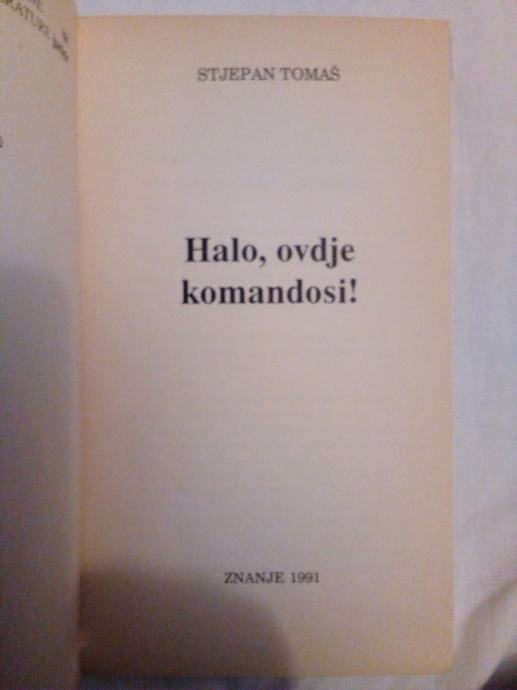 STJEPAN TOMAŠ
Halo, ovdje
komandosi!
ZNANJE 1991